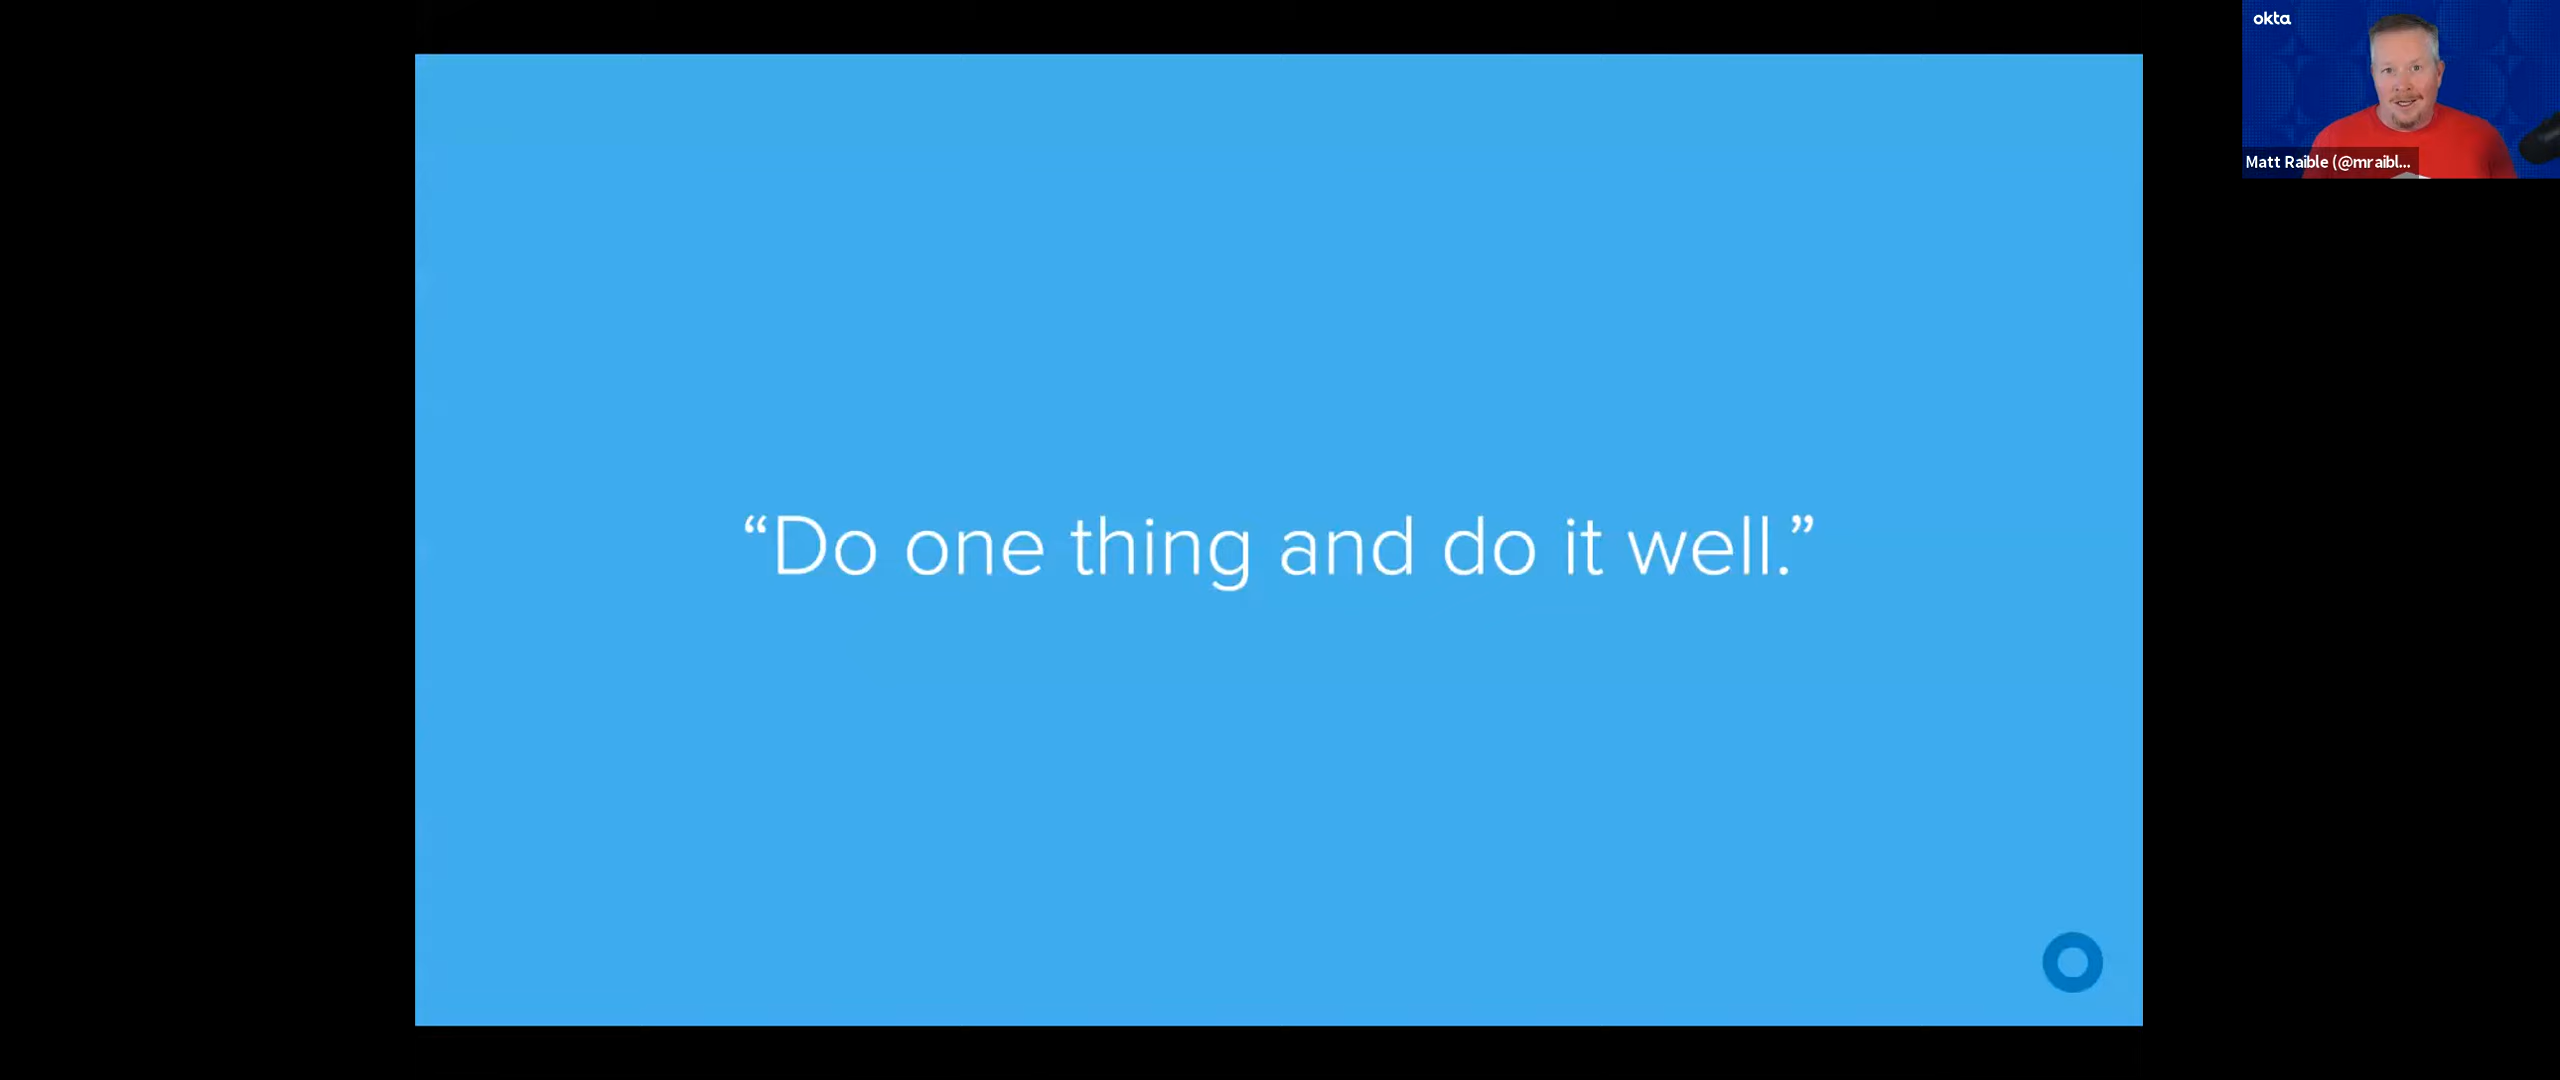 okta
Matt Raible (@mraibl...
“Do one thing and do it well.”